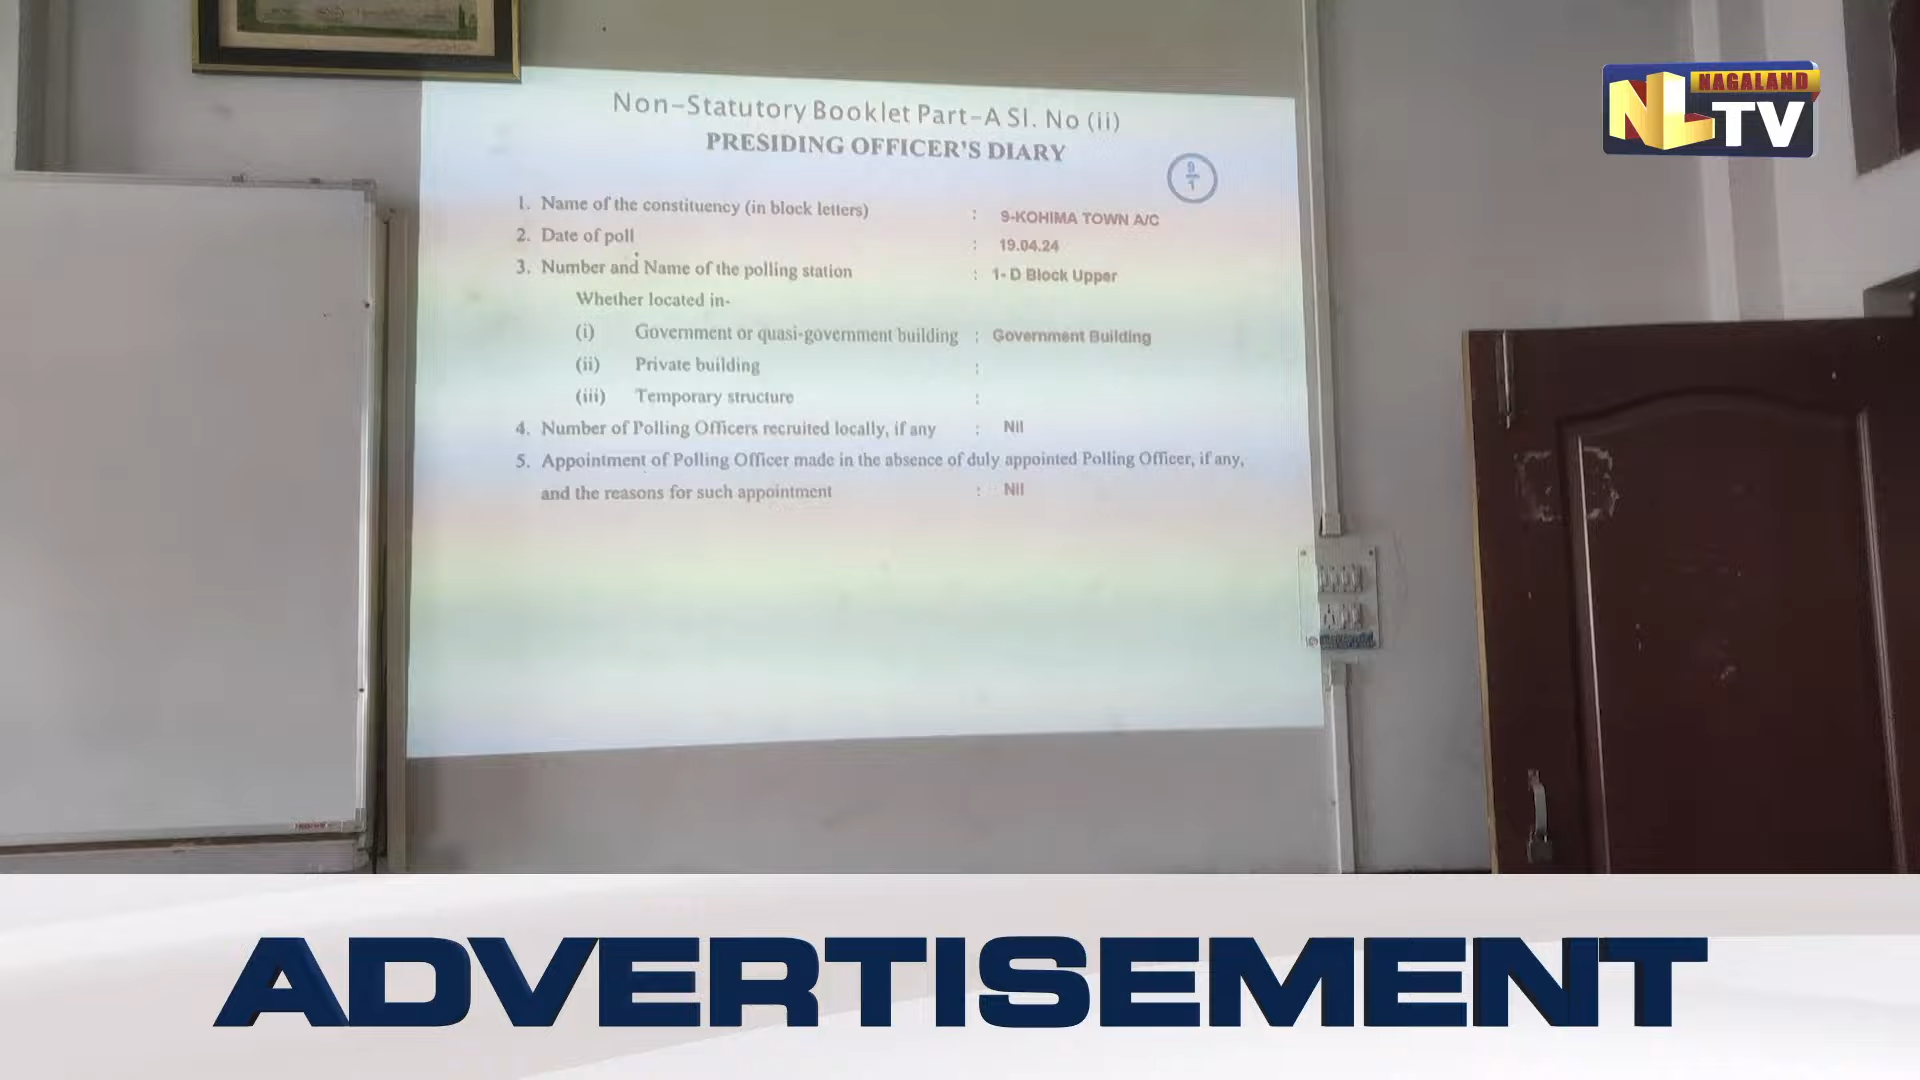 NAGALAND
NLTV
Non-Statutory Booklet Part-A Sl. No (ii)
PRESIDING OFFICER'S DIARY
9
1
1. Name of the constituency (in block letters) : 9-KOHIMA TOWN A/C
2. Date of poll : 19.04.24
3. Number and Name of the polling station : 1- D Block Upper
Whether located in-
(i) Government or quasi-government building : Government Building
(ii) Private building :
(iii) Temporary structure :
4. Number of Polling Officers recruited locally, if any : Nil
5. Appointment of Polling Officer made in the absence of duly appointed Polling Officer, if any,
and the reasons for such appointment : Nil
ADVERTISEMENT